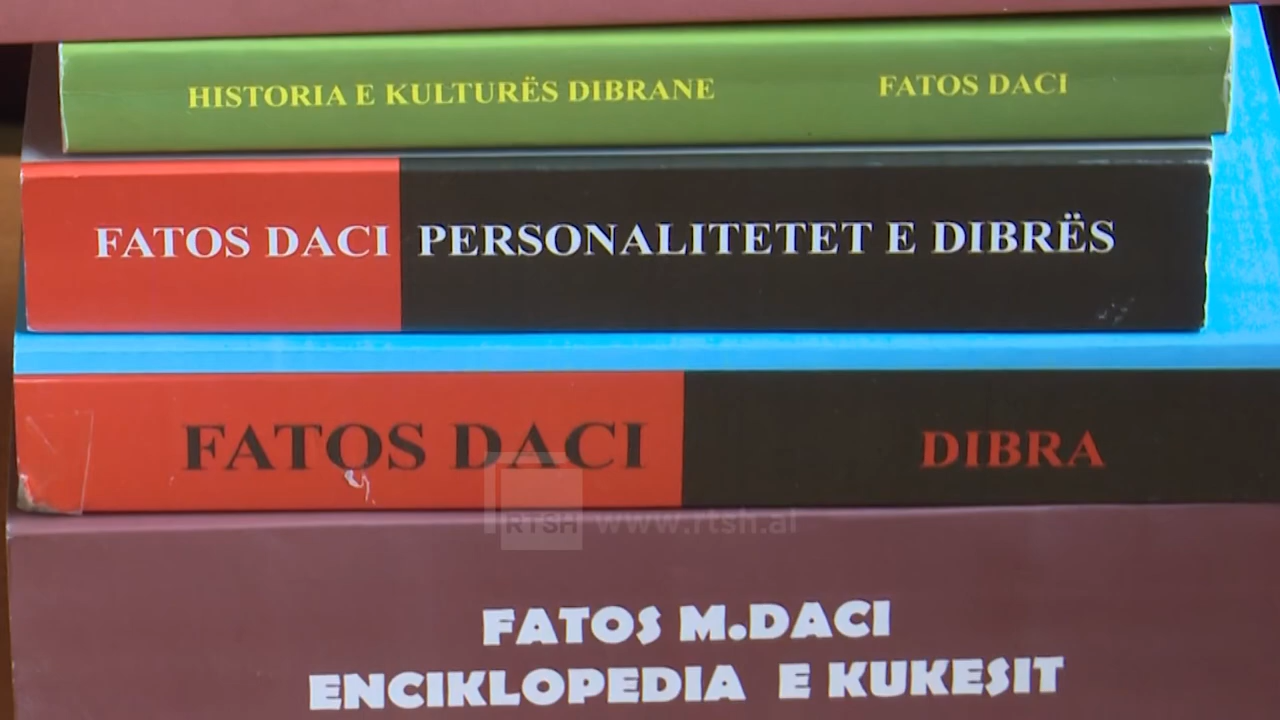 HISTORIA E KULTURËS DIBRANE FATOS DACI
FATOS DACI PERSONALITETET E DIBRËS
FATOS DACI DIBRA
RTSH www.rtsh.al
FATOS M.DACI
ENCIKLOPEDIA E KUKESIT